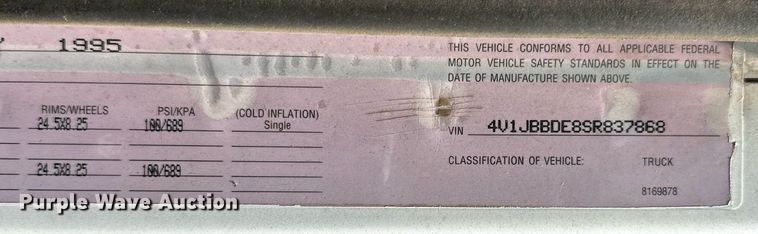 1995
THIS VEHICLE CONFORMS TO ALL APPLICABLE FEDERAL
MOTOR VEHICLE SAFETY STANDARDS IN EFFECT ON THE
DATE OF MANUFACTURE SHOWN ABOVE.
RIMS/WHEELS PSI/KPA (COLD INFLATION)
24.5X8.25 100/689 Single
VIN 4V1JBBDE8SR837868
24.5X8.25 100/689
CLASSIFICATION OF VEHICLE: TRUCK
8169878
Purple Wave Auction